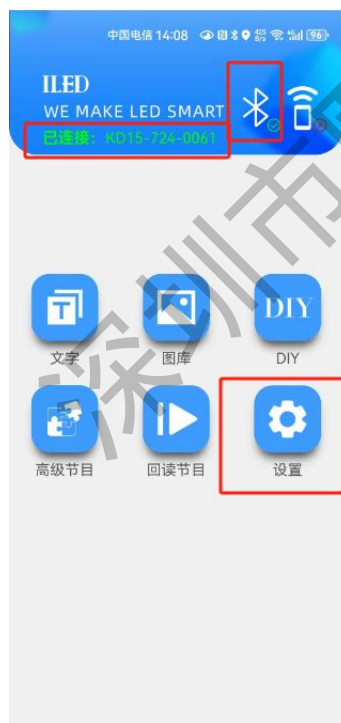 中国电信 14:08
96
ILED
WE MAKE LED SMART
已连接：KD15-724-0061
DIY
文字
图库
DIY
高级节目
回读节目
设置
深圳市